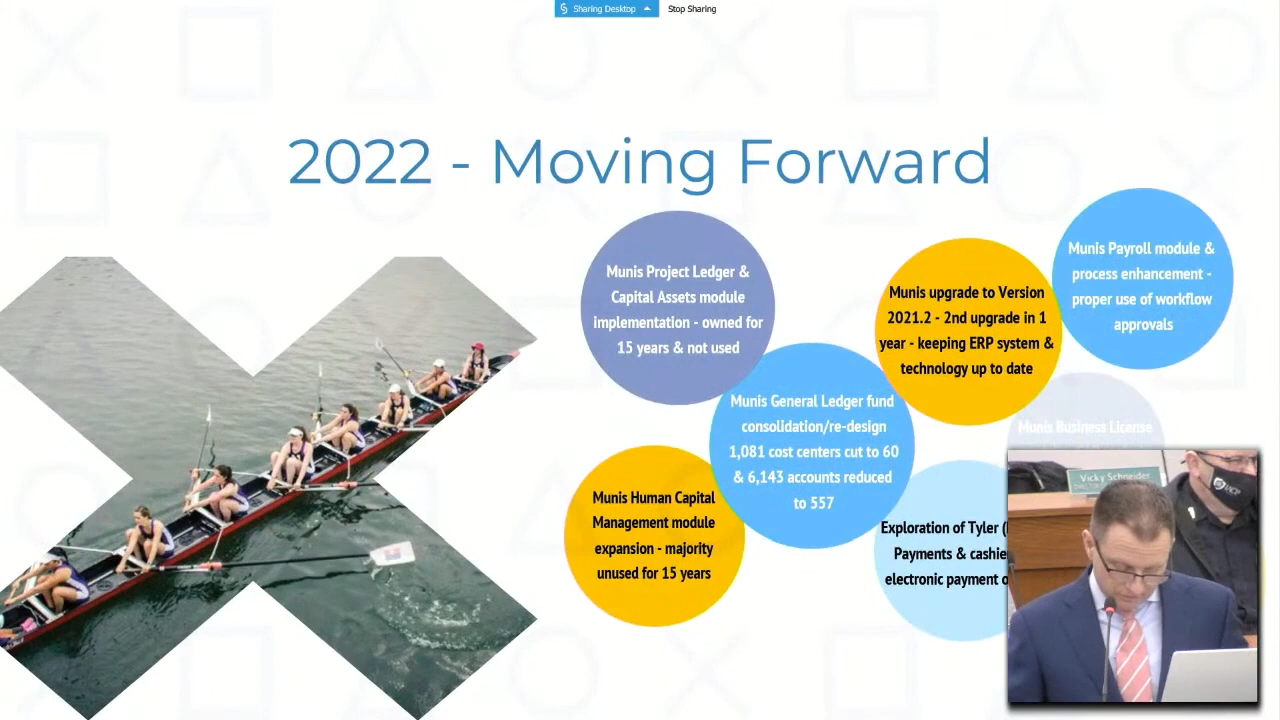 Sharing Desktop
Stop Sharing
2022 - Moving Forward
Munis Project Ledger &
Capital Assets module
implementation - owned for
15 years & not used
Munis General Ledger fund
consolidation/re-design
1,081 cost centers cut to 60
& 6,143 accounts reduced
to 557
Munis Human Capital
Management module
expansion - majority
unused for 15 years
Munis upgrade to Version
2021.2 - 2nd upgrade in 1
year - keeping ERP system &
technology up to date
Munis Payroll module &
process enhancement -
proper use of workflow
approvals
Munis Business License
Exploration of Tyler
Payments &
electronic payment
Vicky Schneider